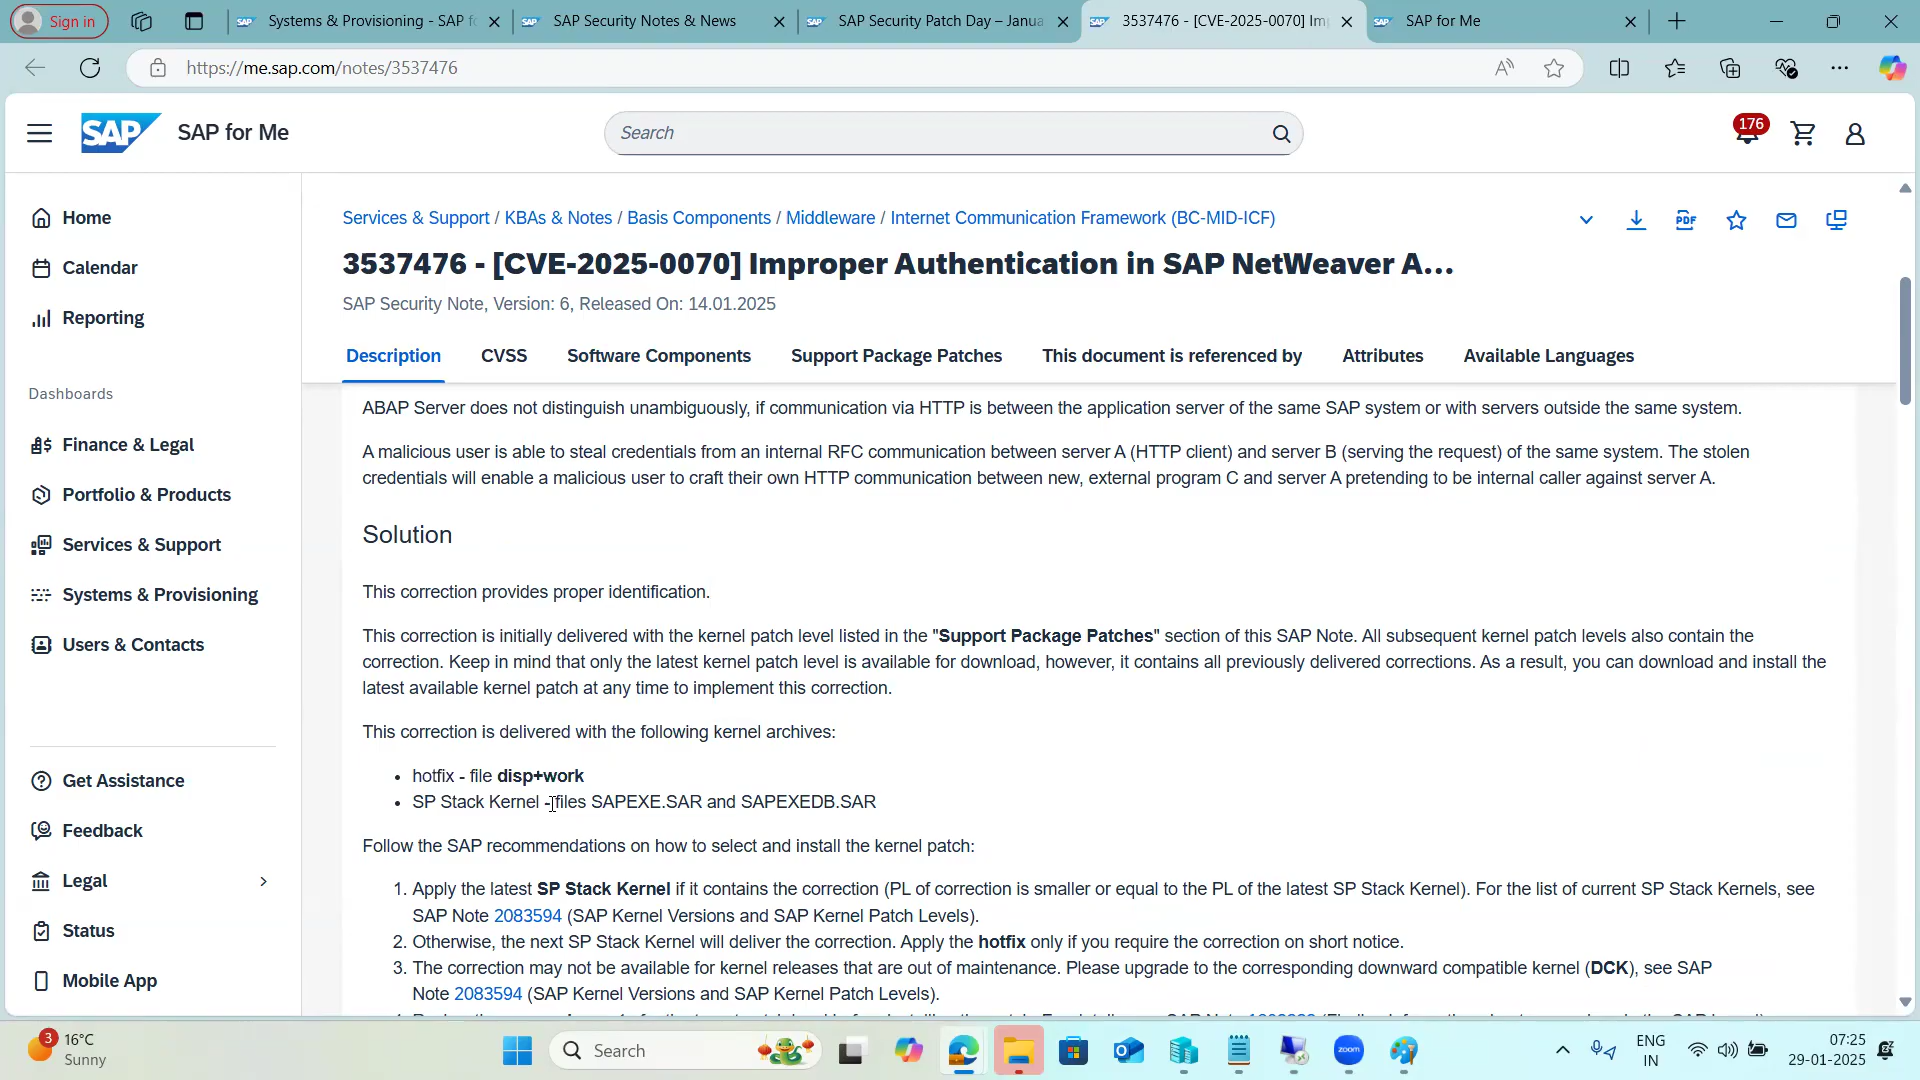 Sign in
Systems & Provisioning - SAP f
SAP Security Notes & News
SAP Security Patch Day – Janua
3537476 - [CVE-2025-0070] Im
SAP for Me
https://me.sap.com/notes/3537476
SAP
SAP for Me
Search
176
Home
Calendar
Reporting
Dashboards
Finance & Legal
Portfolio & Products
Services & Support
Systems & Provisioning
Users & Contacts
Get Assistance
Feedback
Legal
Status
Mobile App
Services & Support / KBAs & Notes / Basis Components / Middleware / Internet Communication Framework (BC-MID-ICF)
PDF
3537476 - [CVE-2025-0070] Improper Authentication in SAP NetWeaver A...
SAP Security Note, Version: 6, Released On: 14.01.2025
Description CVSS Software Components Support Package Patches This document is referenced by Attributes Available Languages
ABAP Server does not distinguish unambiguously, if communication via HTTP is between the application server of the same SAP system or with servers outside the same system.
A malicious user is able to steal credentials from an internal RFC communication between server A (HTTP client) and server B (serving the request) of the same system. The stolen
credentials will enable a malicious user to craft their own HTTP communication between new, external program C and server A pretending to be internal caller against server A.
Solution
This correction provides proper identification.
This correction is initially delivered with the kernel patch level listed in the "Support Package Patches" section of this SAP Note. All subsequent kernel patch levels also contain the
correction. Keep in mind that only the latest kernel patch level is available for download, however, it contains all previously delivered corrections. As a result, you can download and install the
latest available kernel patch at any time to implement this correction.
This correction is delivered with the following kernel archives:
• hotfix - file disp+work
• SP Stack Kernel - files SAPEXE.SAR and SAPEXEDB.SAR
Follow the SAP recommendations on how to select and install the kernel patch:
1. Apply the latest SP Stack Kernel if it contains the correction (PL of correction is smaller or equal to the PL of the latest SP Stack Kernel). For the list of current SP Stack Kernels, see
SAP Note 2083594 (SAP Kernel Versions and SAP Kernel Patch Levels).
2. Otherwise, the next SP Stack Kernel will deliver the correction. Apply the hotfix only if you require the correction on short notice.
3. The correction may not be available for kernel releases that are out of maintenance. Please upgrade to the corresponding downward compatible kernel (DCK), see SAP
Note 2083594 (SAP Kernel Versions and SAP Kernel Patch Levels).
3
16°C
Sunny
Search
zoom
ENG
IN
07:25
29-01-2025